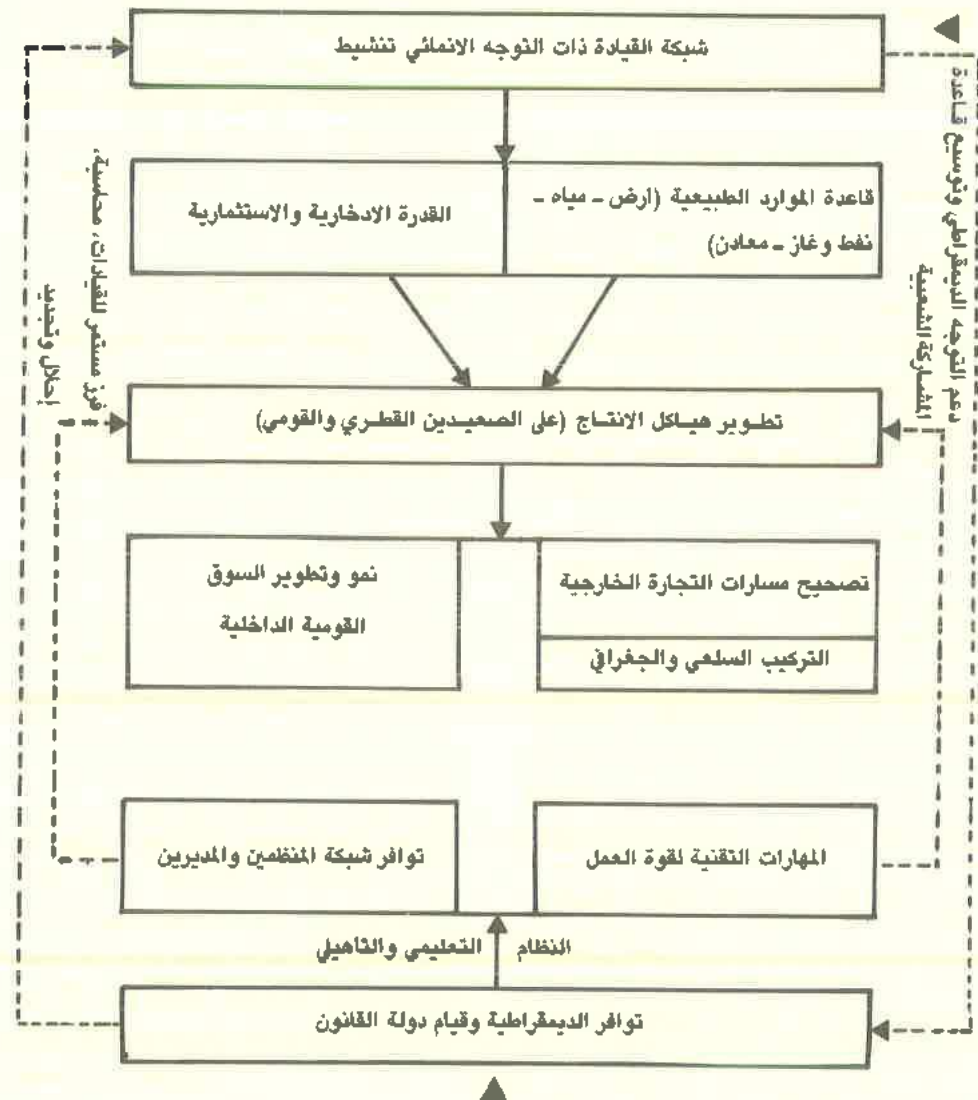 شبكة القيادة ذات التوجه الانمائي تنشيط
قاعدة الموارد الطبيعية (ارض ـ مياه ـ
نفط وغاز ـ معادن)
القدرة الادخارية والاستثمارية
دعم التوجه الديمقراطي وتوسيع قاعدة
المشاركة الشعبية
فرز مستمر للقيادات، محاسبة،
إحلال وتجديد
تطوير هياكل الانتاج (على الصعيدين القطري والقومي)
تصحيح مسارات التجارة الخارجية
التركيب السلعي والجغرافي
نمو وتطوير السوق
القومية الداخلية
المهارات التقنية لقوة العمل
توافر شبكة المنظمين والمديرين
النظام التعليمي والتاهيلي
توافر الديمقراطية وقيام دولة القانون